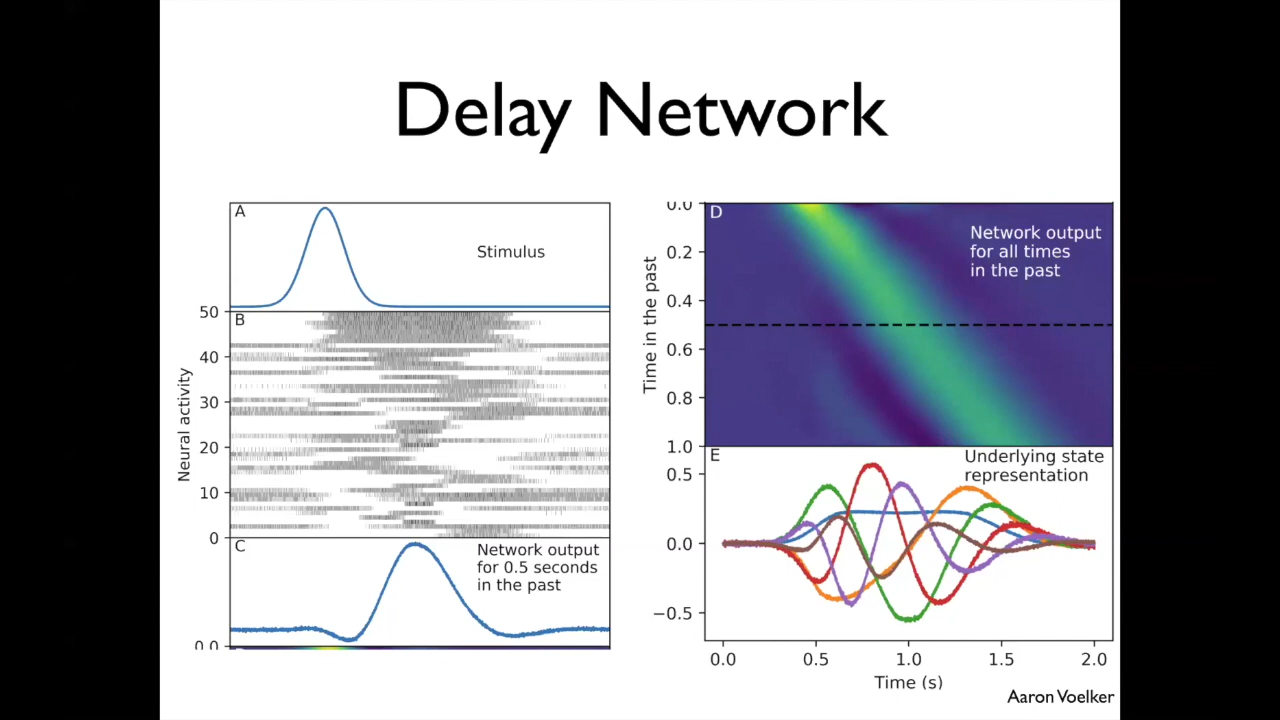 Delay Network
A
Stimulus
50
B
40
30
20
10
0
Neural activity
C
Network output
for 0.5 seconds
in the past
0.0
0.0
D
Network output
for all times
in the past
0.2
0.4
0.6
0.8
1.0
Time in the past
E
Underlying state
representation
0.5
0.0
−0.5
0.0 0.5 1.0 1.5 2.0
Time (s)
Aaron Voelker